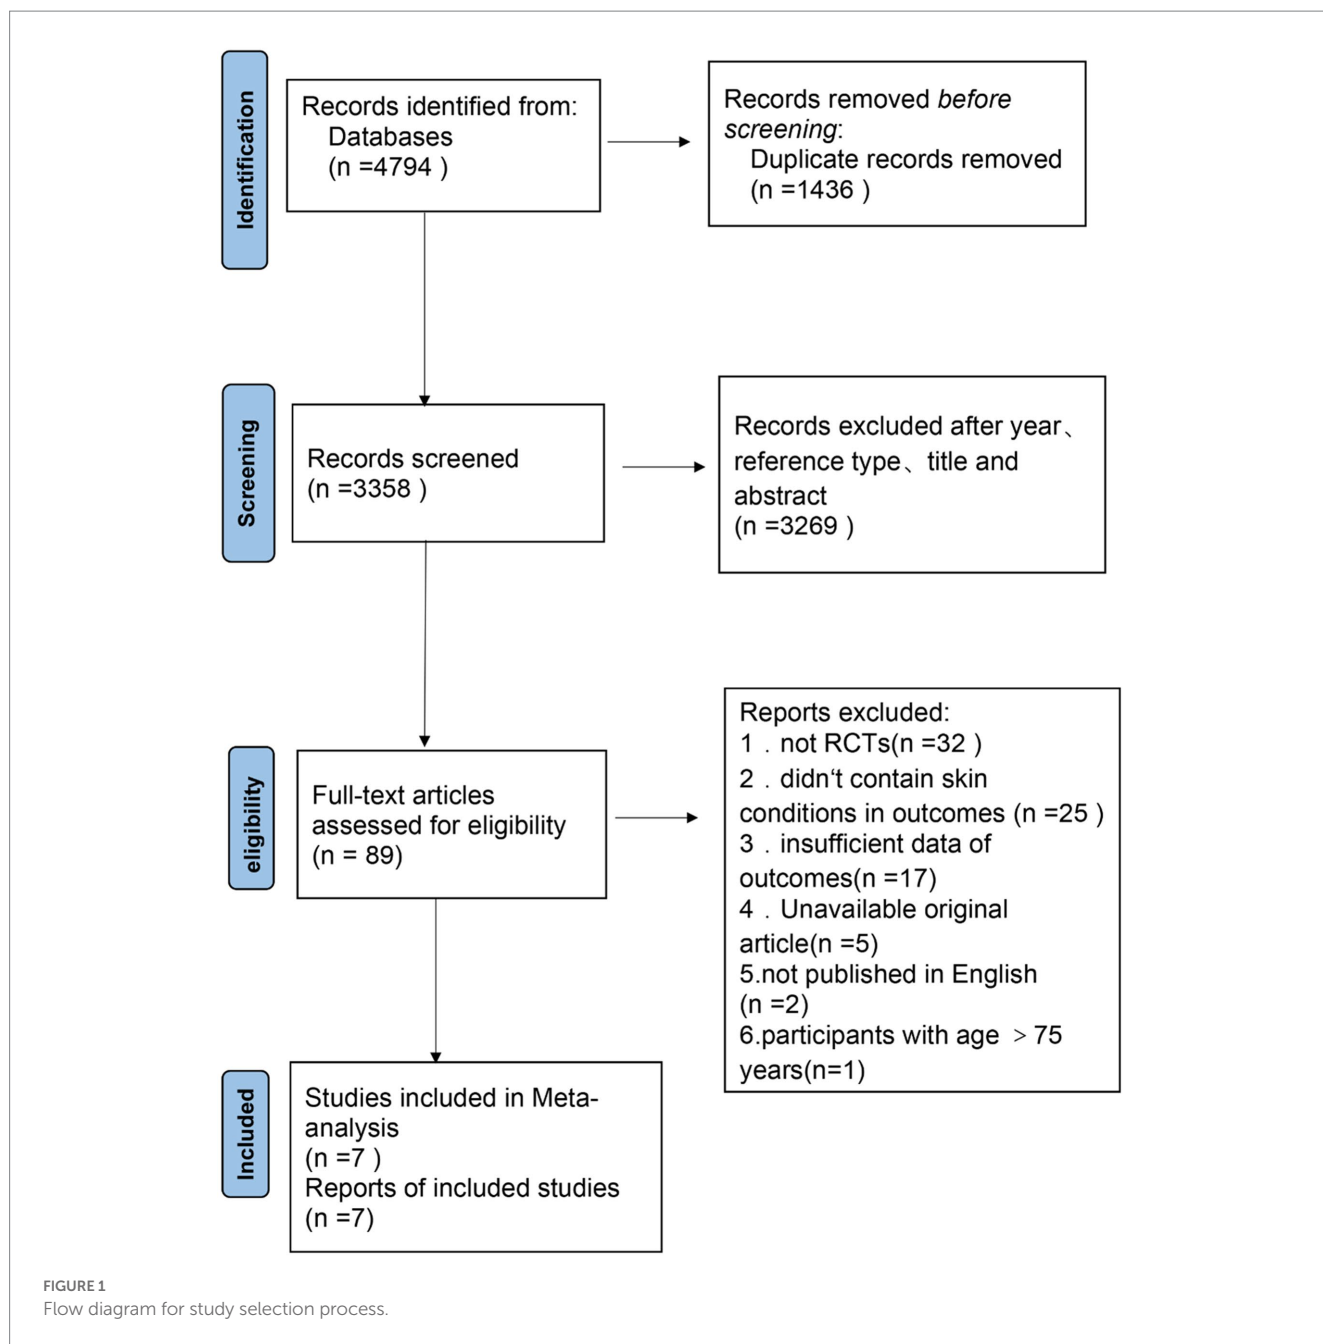 Identification
Records identified from:
Databases
(n =4794 )
Records removed before
screening:
Duplicate records removed
(n =1436 )
Screening
Records screened
(n =3358 )
Records excluded after year、
reference type、title and
abstract
(n =3269 )
eligibility
Full-text articles
assessed for eligibility
(n = 89)
Reports excluded:
1．not RCTs(n =32 )
2．didn‘t contain skin
conditions in outcomes (n =25 )
3．insufficient data of
outcomes(n =17)
4．Unavailable original
article(n =5)
5.not published in English
(n =2)
6.participants with age ＞75
years(n=1)
Included
Studies included in Meta-
analysis
(n =7 )
Reports of included studies
(n =7)
FIGURE 1
Flow diagram for study selection process.